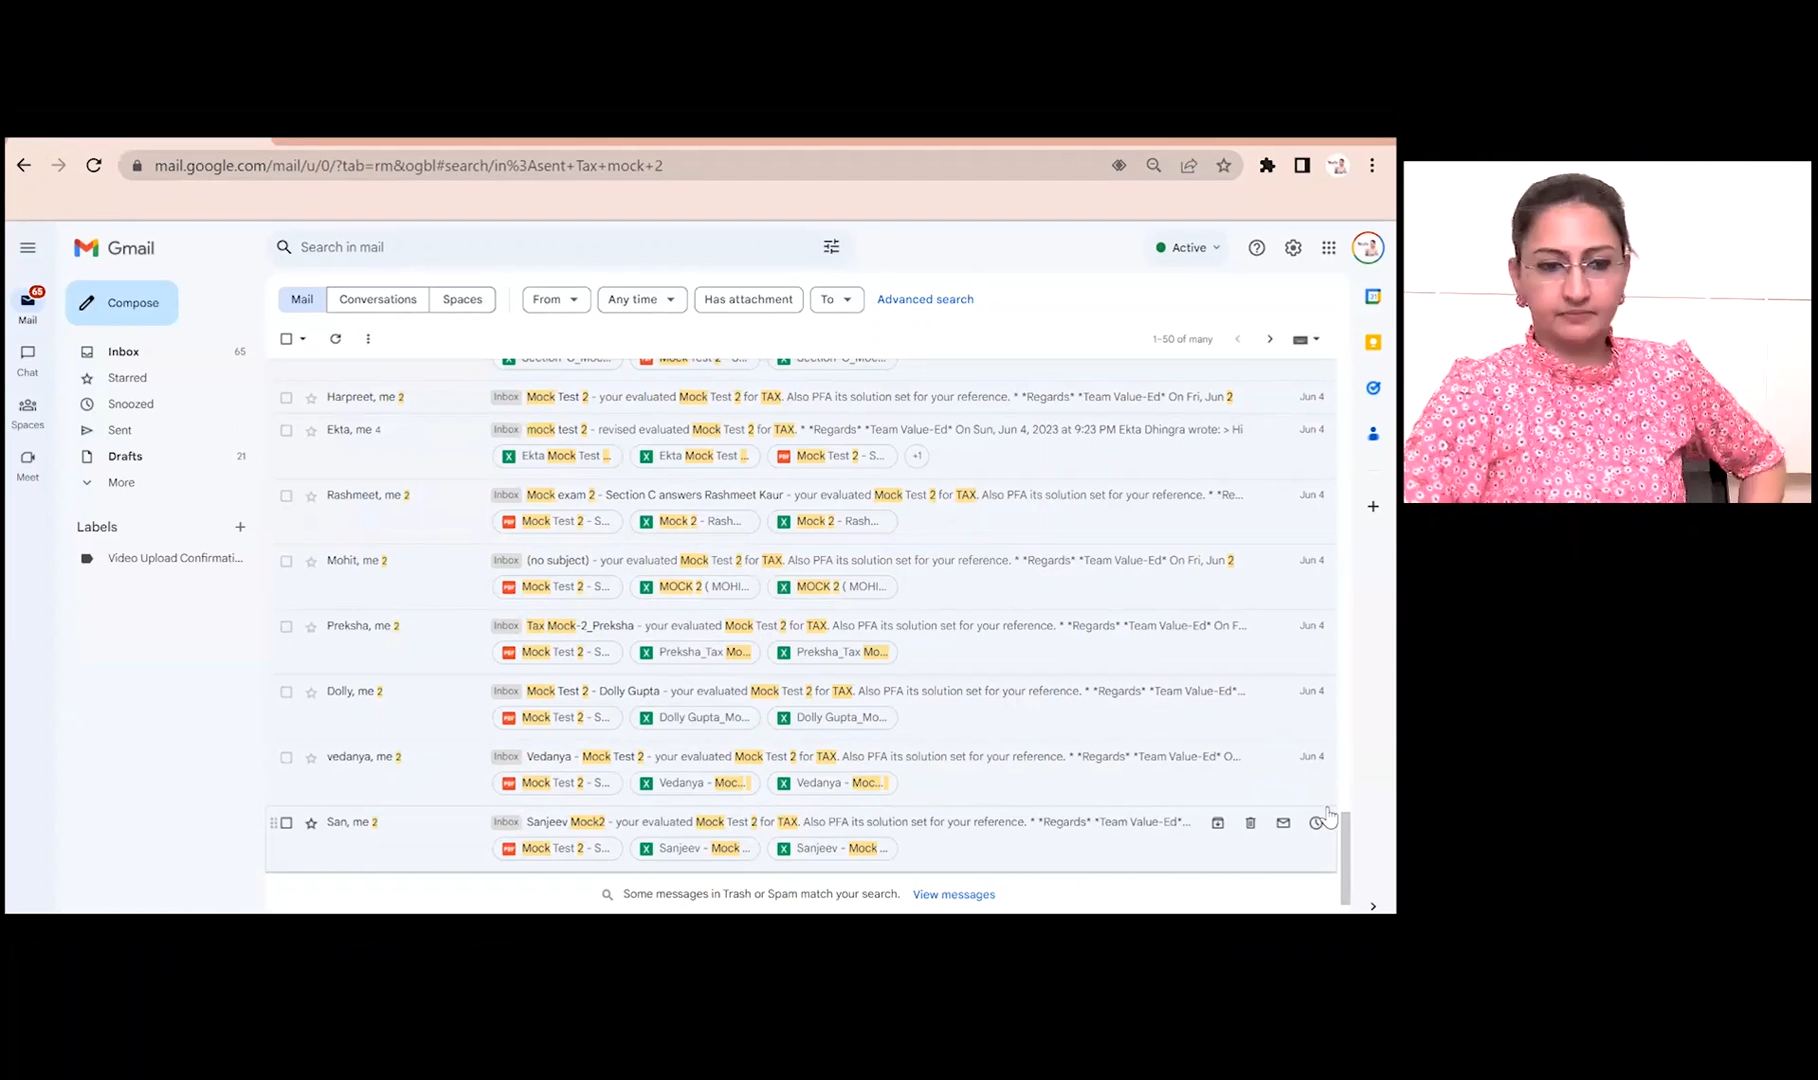 mail.google.com/mail/u/0/?tab=rm&ogbl#search/in%3Asent+Tax+mock+2
Gmail
Search in mail
Active
65
Mail
Compose
Mail Conversations Spaces From Any time Has attachment To Advanced search
1-50 of many
Inbox 65
Starred
Chat
Snoozed
Spaces
Sent
Drafts 21
Meet
More
Labels
Video Upload Confirmati...
Harpreet, me 2 Inbox Mock Test 2 - your evaluated Mock Test 2 for TAX. Also PFA its solution set for your reference. * *Regards* *Team Value-Ed* On Fri, Jun 2 Jun 4
Ekta, me 4 Inbox mock test 2 - revised evaluated Mock Test 2 for TAX. * *Regards* *Team Value-Ed* On Sun, Jun 4, 2023 at 9:23 PM Ekta Dhingra wrote: > Hi Jun 4
Ekta Mock Test ... Ekta Mock Test ... PDF Mock Test 2 - S... +1
Rashmeet, me 2 Inbox Mock exam 2 - Section C answers Rashmeet Kaur - your evaluated Mock Test 2 for TAX. Also PFA its solution set for your reference. * *Re... Jun 4
PDF Mock Test 2 - S... Mock 2 - Rash... Mock 2 - Rash...
Mohit, me 2 Inbox (no subject) - your evaluated Mock Test 2 for TAX. Also PFA its solution set for your reference. * *Regards* *Team Value-Ed* On Fri, Jun 2 Jun 4
PDF Mock Test 2 - S... MOCK 2 ( MOHI... MOCK 2 ( MOHI...
Preksha, me 2 Inbox Tax Mock-2_Preksha - your evaluated Mock Test 2 for TAX. Also PFA its solution set for your reference. * *Regards* *Team Value-Ed* On F... Jun 4
PDF Mock Test 2 - S... Preksha_Tax Mo... Preksha_Tax Mo...
Dolly, me 2 Inbox Mock Test 2 - Dolly Gupta - your evaluated Mock Test 2 for TAX. Also PFA its solution set for your reference. * *Regards* *Team Value-Ed*... Jun 4
PDF Mock Test 2 - S... Dolly Gupta_Mo... Dolly Gupta_Mo...
vedanya, me 2 Inbox Vedanya - Mock Test 2 - your evaluated Mock Test 2 for TAX. Also PFA its solution set for your reference. * *Regards* *Team Value-Ed* O... Jun 4
PDF Mock Test 2 - S... Vedanya - Moc... Vedanya - Moc...
San, me 2 Inbox Sanjeev Mock2 - your evaluated Mock Test 2 for TAX. Also PFA its solution set for your reference. * *Regards* *Team Value-Ed*...
PDF Mock Test 2 - S... Sanjeev - Mock ... Sanjeev - Mock ...
Some messages in Trash or Spam match your search. View messages